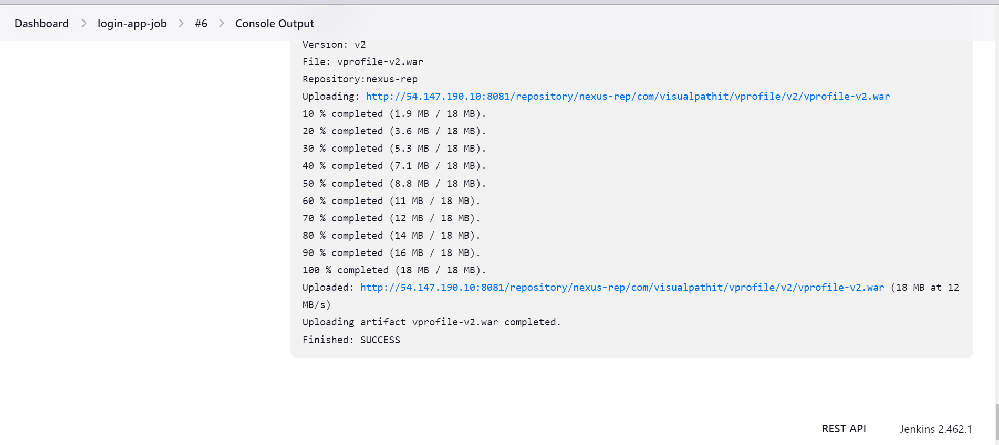 Dashboard > login-app-job > #6 > Console Output
Version: v2
File: vprofile-v2.war
Repository:nexus-rep
Uploading: http://54.147.190.10:8081/repository/nexus-rep/com/visualpathit/vprofile/v2/vprofile-v2.war
10 % completed (1.9 MB / 18 MB).
20 % completed (3.6 MB / 18 MB).
30 % completed (5.3 MB / 18 MB).
40 % completed (7.1 MB / 18 MB).
50 % completed (8.8 MB / 18 MB).
60 % completed (11 MB / 18 MB).
70 % completed (12 MB / 18 MB).
80 % completed (14 MB / 18 MB).
90 % completed (16 MB / 18 MB).
100 % completed (18 MB / 18 MB).
Uploaded: http://54.147.190.10:8081/repository/nexus-rep/com/visualpathit/vprofile/v2/vprofile-v2.war (18 MB at 12
MB/s)
Uploading artifact vprofile-v2.war completed.
Finished: SUCCESS
REST API Jenkins 2.462.1